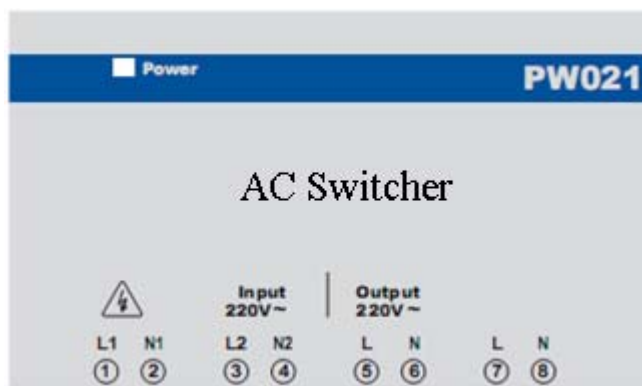 Power
PW021
AC Switcher
Input Output
220V~ 220V~
L1 N1 L2 N2 L N L N
1 2 3 4 5 6 7 8